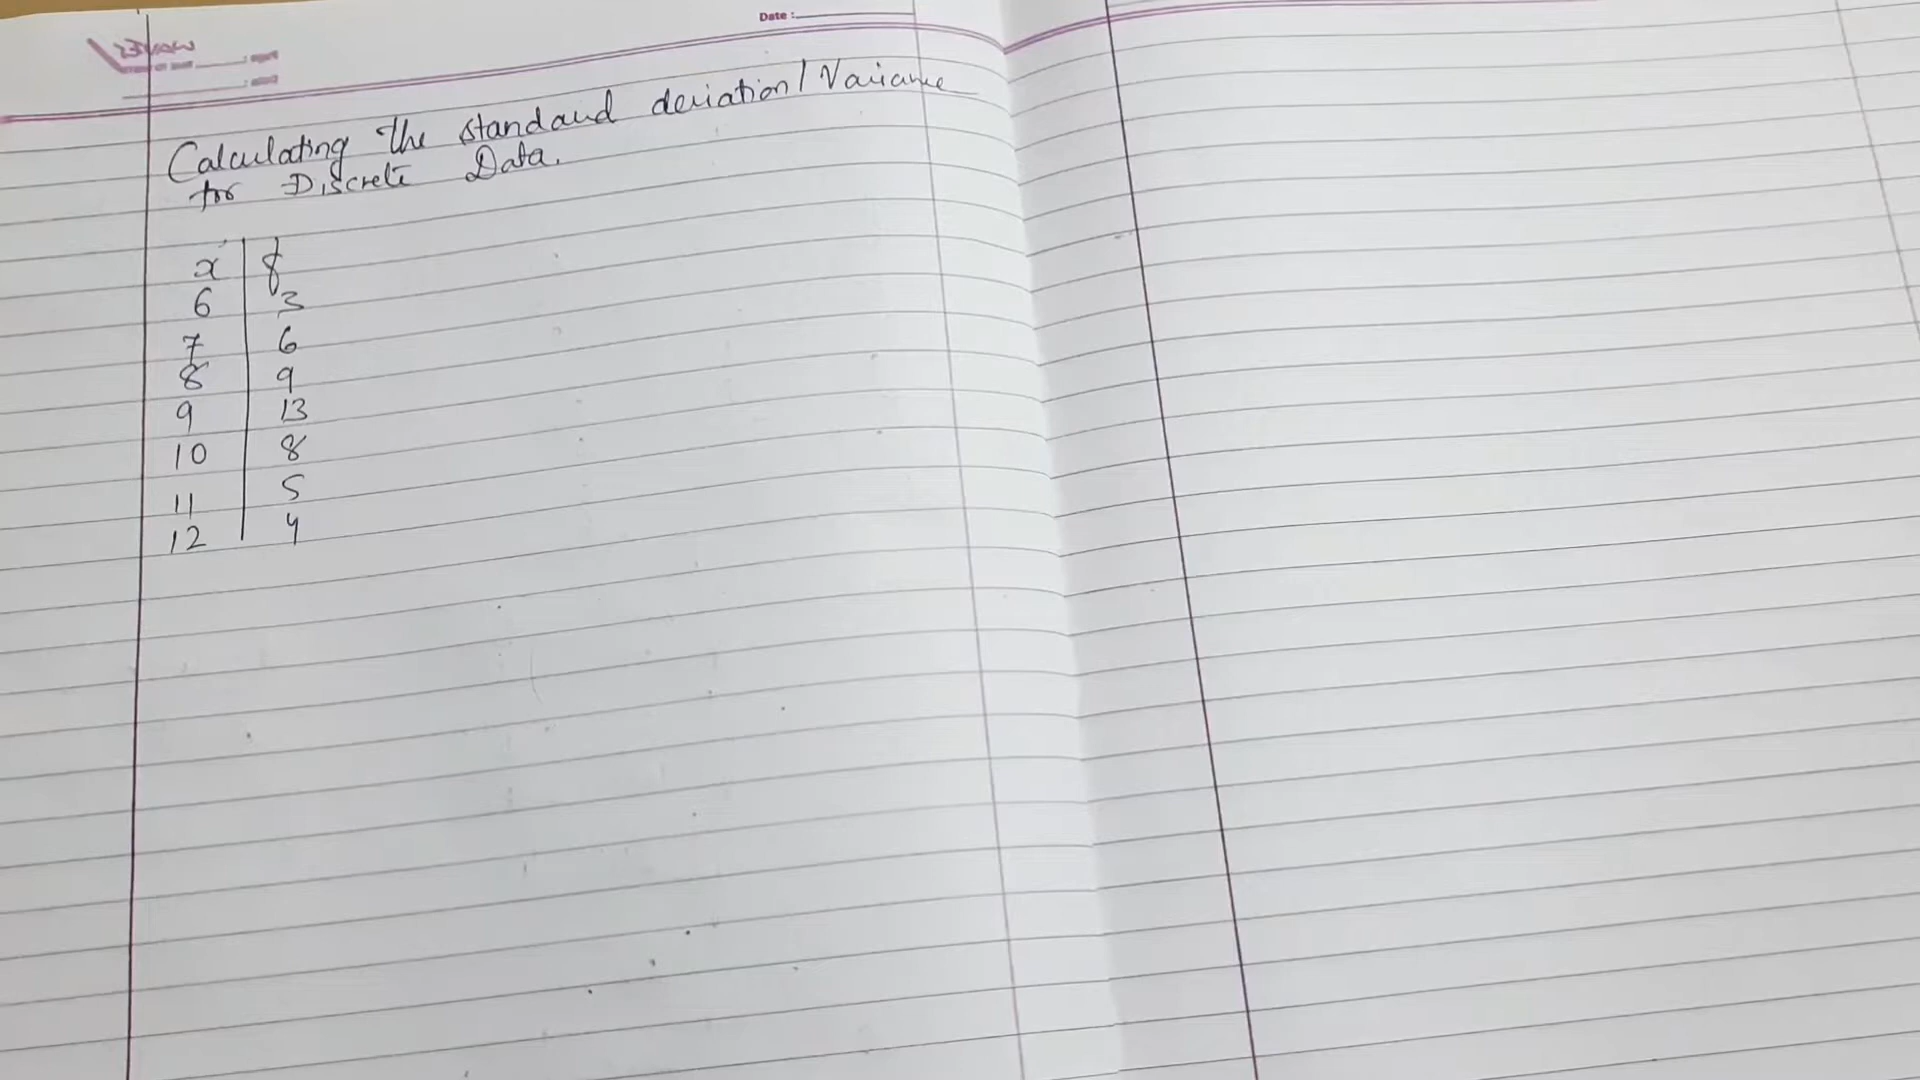 Date :
Calculating the standard deviation / Variance
for Discrete Data.
x f
6 3
7 6
8 9
9 13
10 8
11 5
12 4